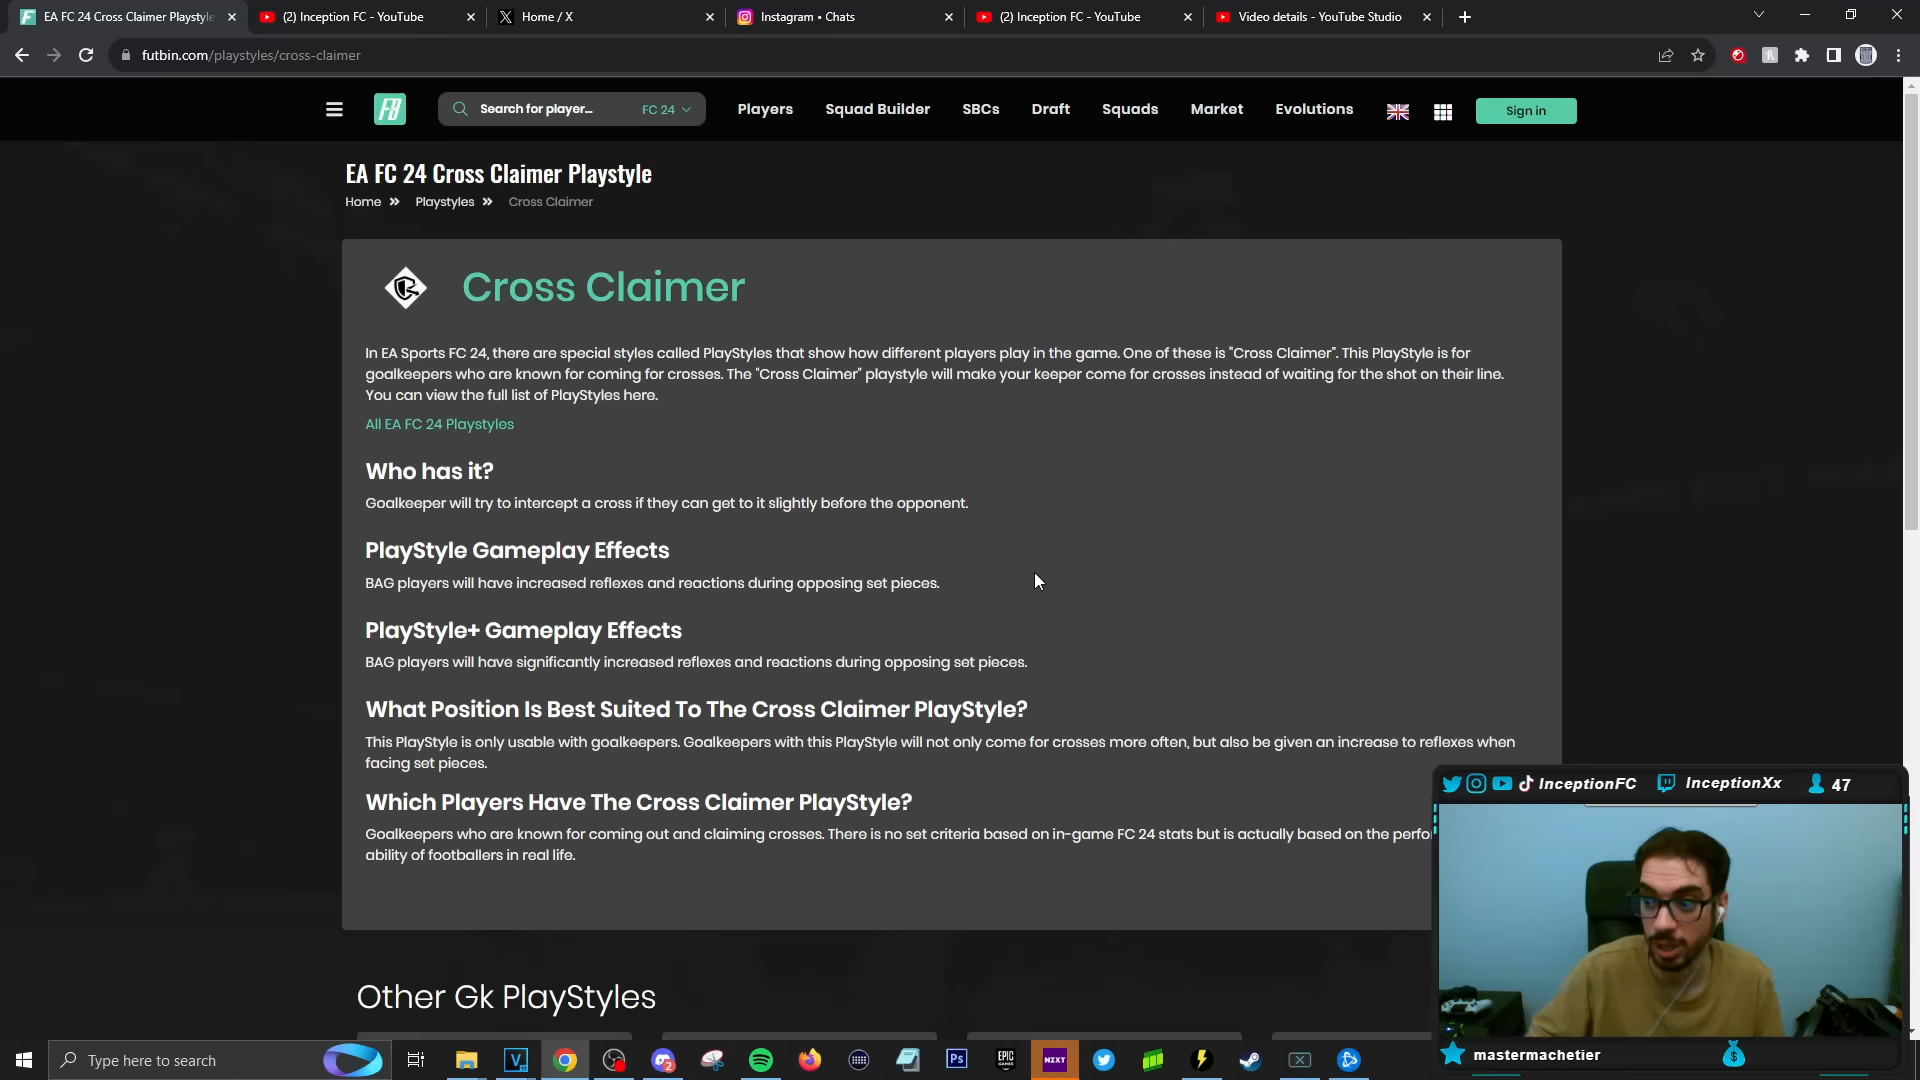 EA FC 24 Cross Claimer Playstyle
(2) Inception FC - YouTube
Home / X
Instagram • Chats
(2) Inception FC - YouTube
Video details - YouTube Studio
futbin.com/playstyles/cross-claimer
FB
Search for player...
FC 24
Players
Squad Builder
SBCs
Draft
Squads
Market
Evolutions
Sign in
EA FC 24 Cross Claimer Playstyle
Home » Playstyles » Cross Claimer
Cross Claimer
In EA Sports FC 24, there are special styles called PlayStyles that show how different players play in the game. One of these is "Cross Claimer". This PlayStyle is for
goalkeepers who are known for coming for crosses. The "Cross Claimer" playstyle will make your keeper come for crosses instead of waiting for the shot on their line.
You can view the full list of PlayStyles here.
All EA FC 24 Playstyles
Who has it?
Goalkeeper will try to intercept a cross if they can get to it slightly before the opponent.
PlayStyle Gameplay Effects
BAG players will have increased reflexes and reactions during opposing set pieces.
PlayStyle+ Gameplay Effects
BAG players will have significantly increased reflexes and reactions during opposing set pieces.
What Position Is Best Suited To The Cross Claimer PlayStyle?
This PlayStyle is only usable with goalkeepers. Goalkeepers with this PlayStyle will not only come for crosses more often, but also be given an increase to reflexes when
facing set pieces.
Which Players Have The Cross Claimer PlayStyle?
Goalkeepers who are known for coming out and claiming crosses. There is no set criteria based on in-game FC 24 stats but is actually based on the perfo
ability of footballers in real life.
Other Gk PlayStyles
InceptionFC
InceptionXx
47
mastermachetier
Type here to search
V
2
Ps
EPIC GAMES
NZXT